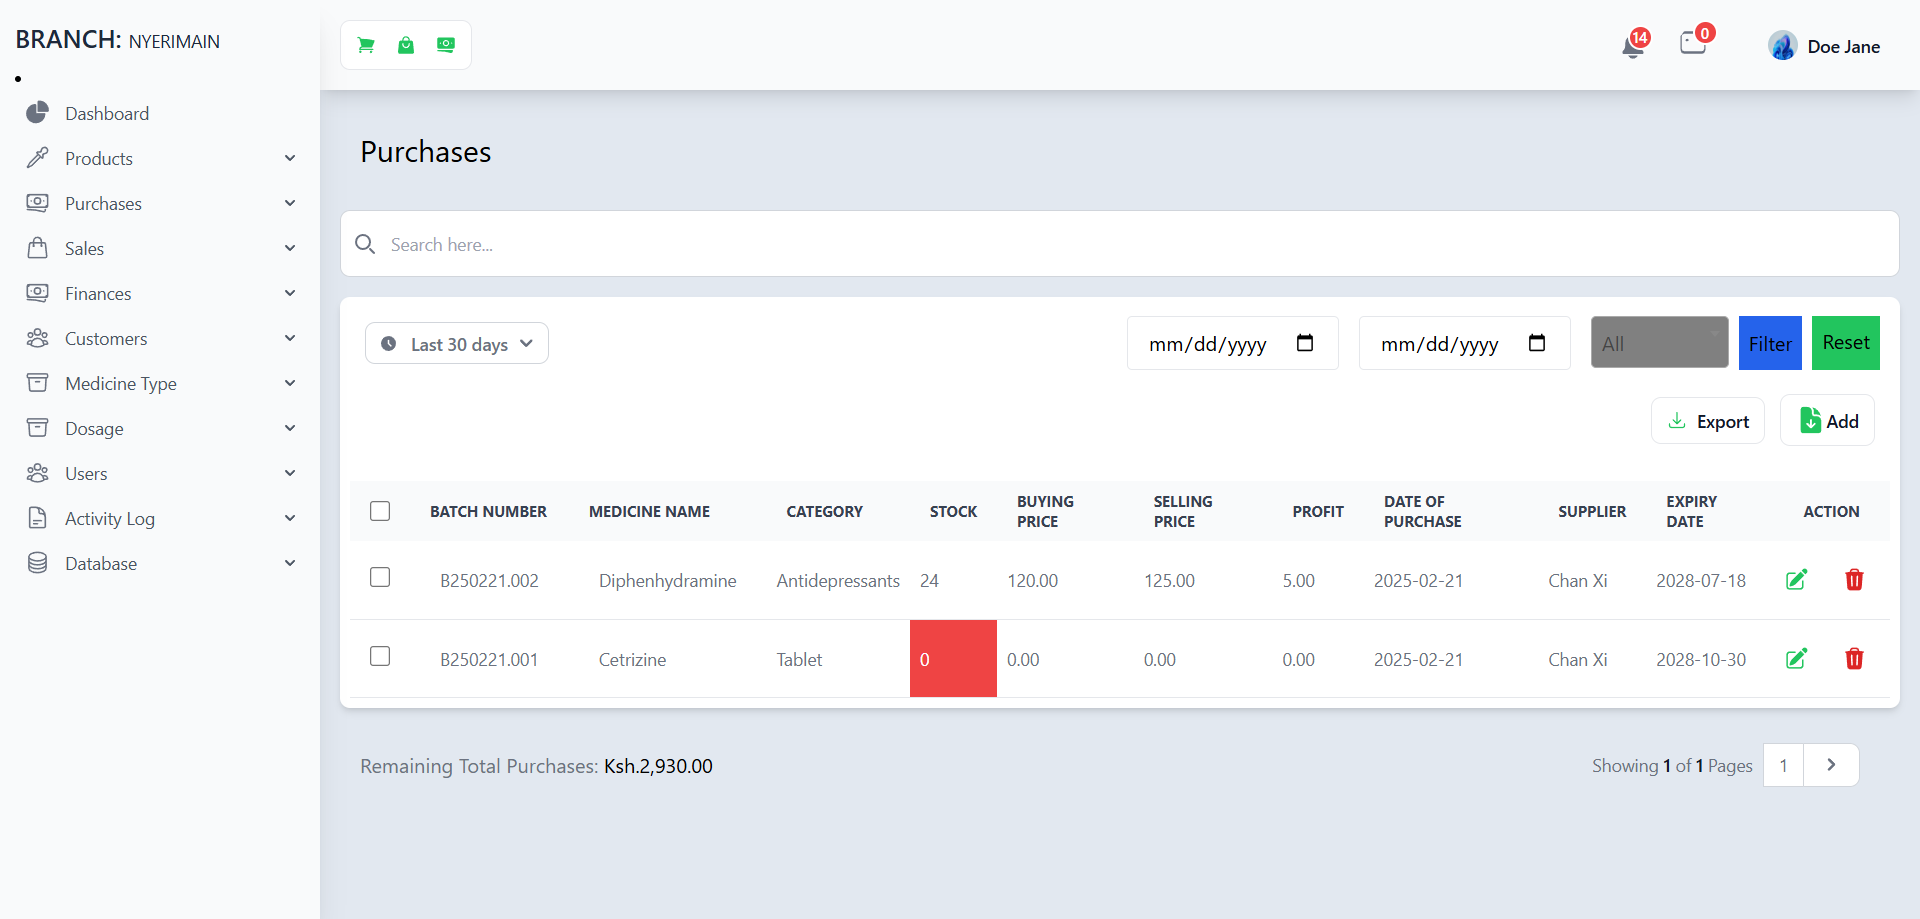 BRANCH: NYERIMAIN
Dashboard
Products
Purchases
Sales
Finances
Customers
Medicine Type
Dosage
Users
Activity Log
Database
14
0
Doe Jane
Purchases
Search here...
Last 30 days
mm/dd/yyyy
mm/dd/yyyy
All
Filter
Reset
Export
Add
BATCH NUMBER MEDICINE NAME CATEGORY STOCK BUYING PRICE SELLING PRICE PROFIT DATE OF PURCHASE SUPPLIER EXPIRY DATE ACTION
B250221.002 Diphenhydramine Antidepressants 24 120.00 125.00 5.00 2025-02-21 Chan Xi 2028-07-18
B250221.001 Cetrizine Tablet 0 0.00 0.00 0.00 2025-02-21 Chan Xi 2028-10-30
Remaining Total Purchases: Ksh.2,930.00
Showing 1 of 1 Pages 1